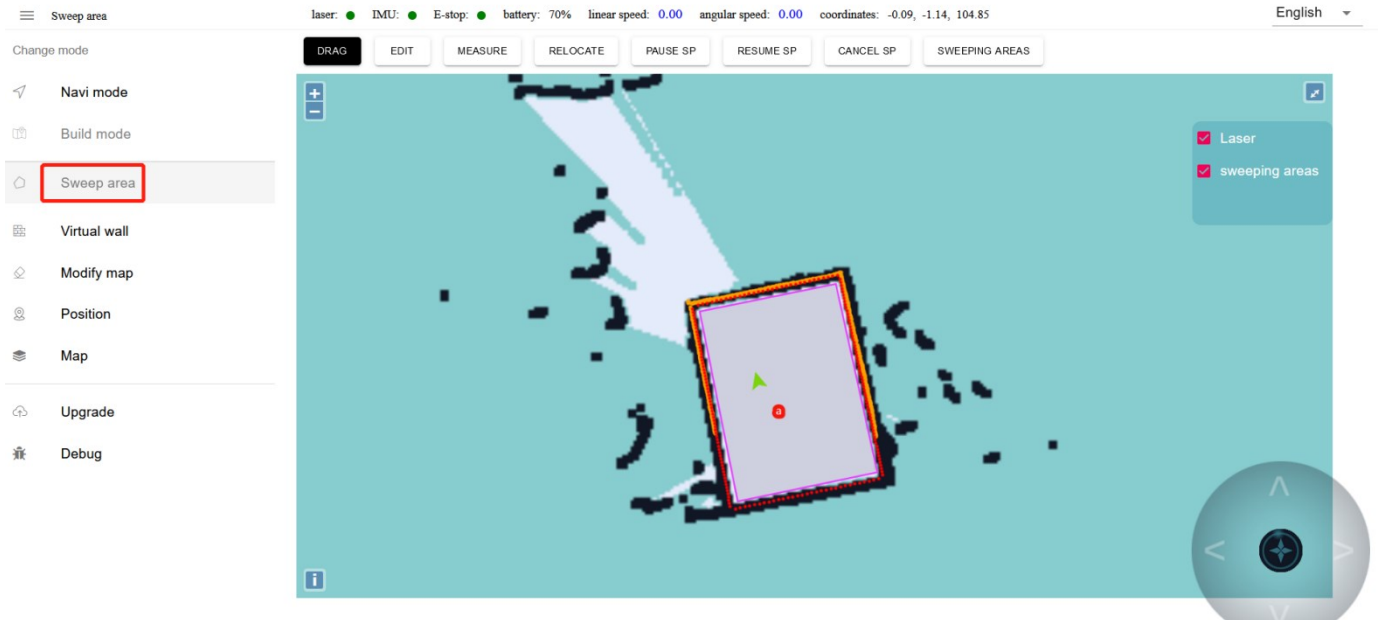 Sweep area
laser: IMU: E-stop: battery: 70% linear speed: 0.00 angular speed: 0.00 coordinates: -0.09, -1.14, 104.85
English
Change mode
DRAG EDIT MEASURE RELOCATE PAUSE SP RESUME SP CANCEL SP SWEEPING AREAS
Navi mode
Build mode
Sweep area
Virtual wall
Modify map
Position
Map
Upgrade
Debug
+
−
Laser
sweeping areas
a
i